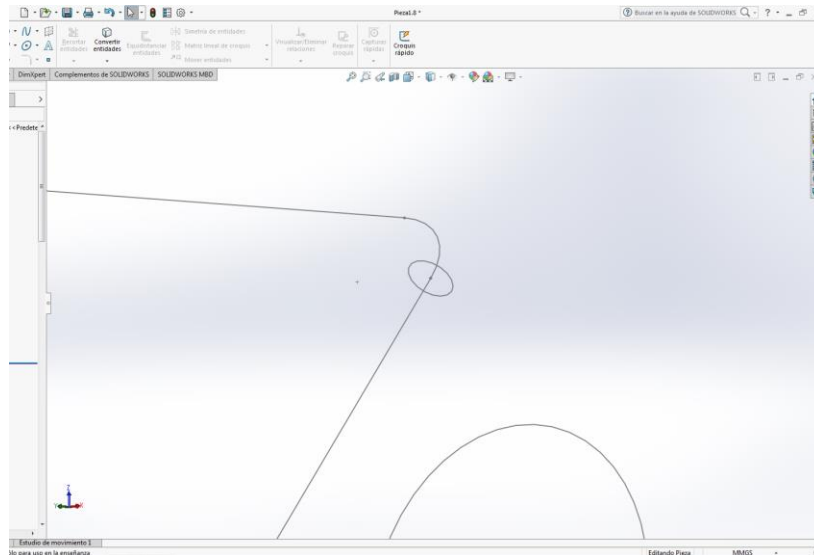 Pieza1.8 *
Buscar en la ayuda de SOLIDWORKS
?
N
A
Recortar entidades
Convertir entidades
Equidistanciar entidades
Simetría de entidades
Matriz lineal de croquis
Mover entidades
Visualizar/Eliminar relaciones
Reparar croquis
Capturas rápidas
Croquis rápido
DimXpert
Complementos de SOLIDWORKS
SOLIDWORKS MBD
s <Predete
Z
Y
X
Estudio de movimiento 1
lo para uso en la enseñanza
Editando Pieza
MMGS